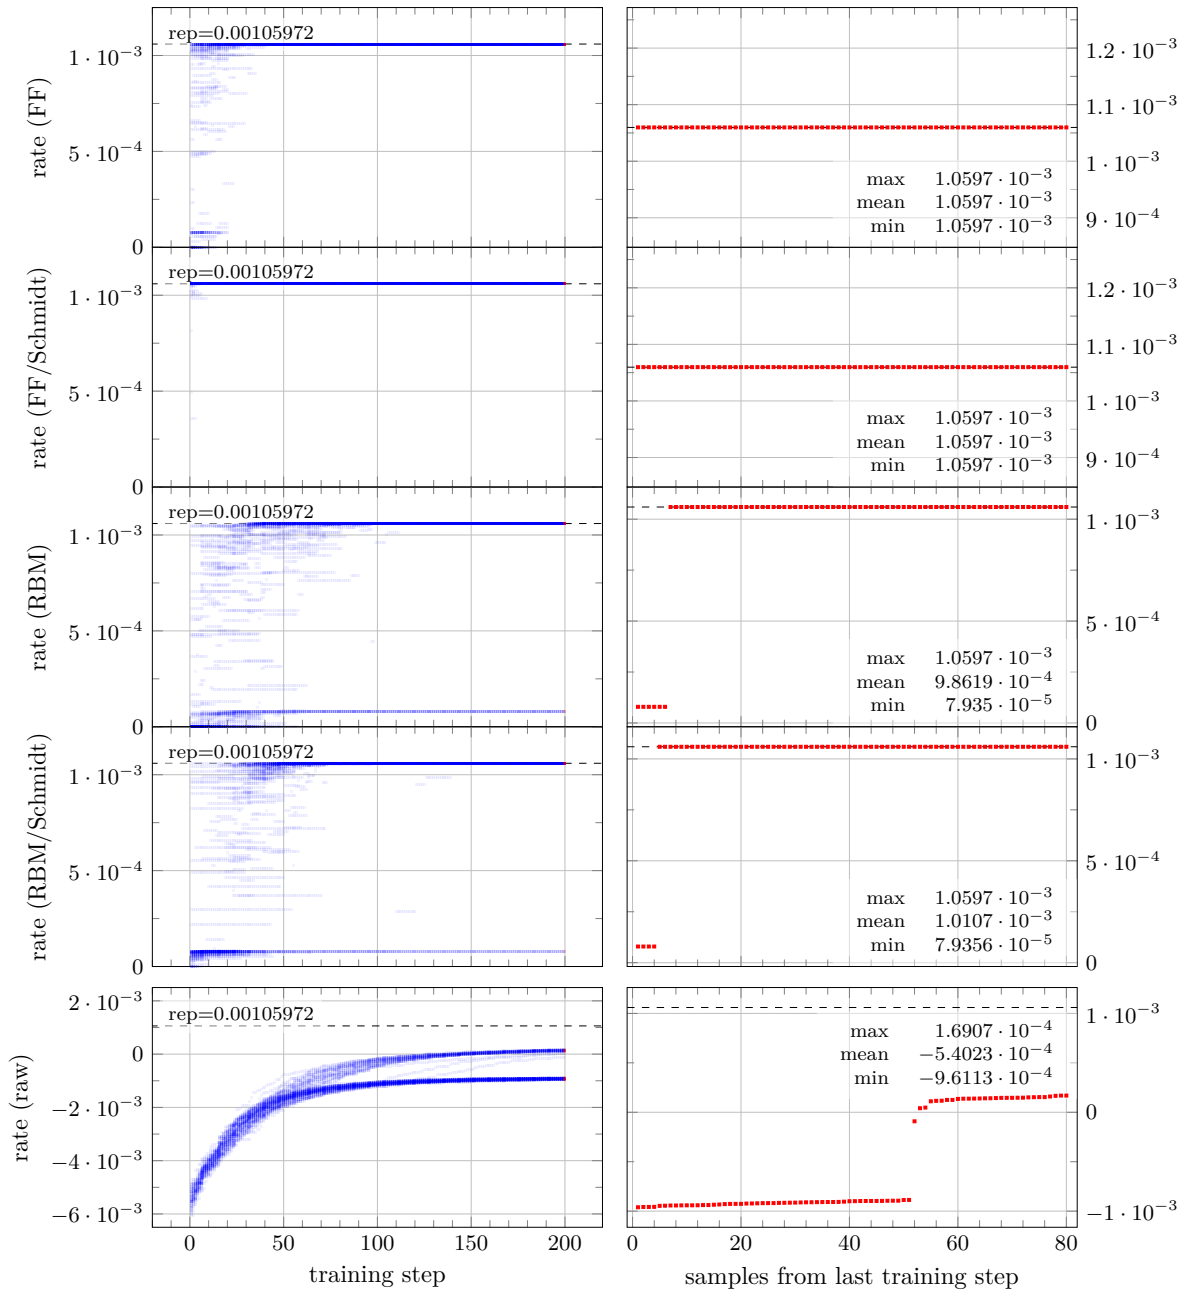 rep=0.00105972
1 · 10⁻³
5 · 10⁻⁴
0
rate (FF)
1.2 · 10⁻³
1.1 · 10⁻³
1 · 10⁻³
9 · 10⁻⁴
max 1.0597 · 10⁻³
mean 1.0597 · 10⁻³
min 1.0597 · 10⁻³
rep=0.00105972
1 · 10⁻³
5 · 10⁻⁴
0
rate (FF/Schmidt)
1.2 · 10⁻³
1.1 · 10⁻³
1 · 10⁻³
9 · 10⁻⁴
max 1.0597 · 10⁻³
mean 1.0597 · 10⁻³
min 1.0597 · 10⁻³
rep=0.00105972
1 · 10⁻³
5 · 10⁻⁴
0
rate (RBM)
1 · 10⁻³
5 · 10⁻⁴
0
max 1.0597 · 10⁻³
mean 9.8619 · 10⁻⁴
min 7.935 · 10⁻⁵
rep=0.00105972
1 · 10⁻³
5 · 10⁻⁴
0
rate (RBM/Schmidt)
1 · 10⁻³
5 · 10⁻⁴
0
max 1.0597 · 10⁻³
mean 1.0107 · 10⁻³
min 7.9356 · 10⁻⁵
rep=0.00105972
2 · 10⁻³
0
−2 · 10⁻³
−4 · 10⁻³
−6 · 10⁻³
rate (raw)
0 50 100 150 200
training step
1 · 10⁻³
0
−1 · 10⁻³
max 1.6907 · 10⁻⁴
mean −5.4023 · 10⁻⁴
min −9.6113 · 10⁻⁴
0 20 40 60 80
samples from last training step